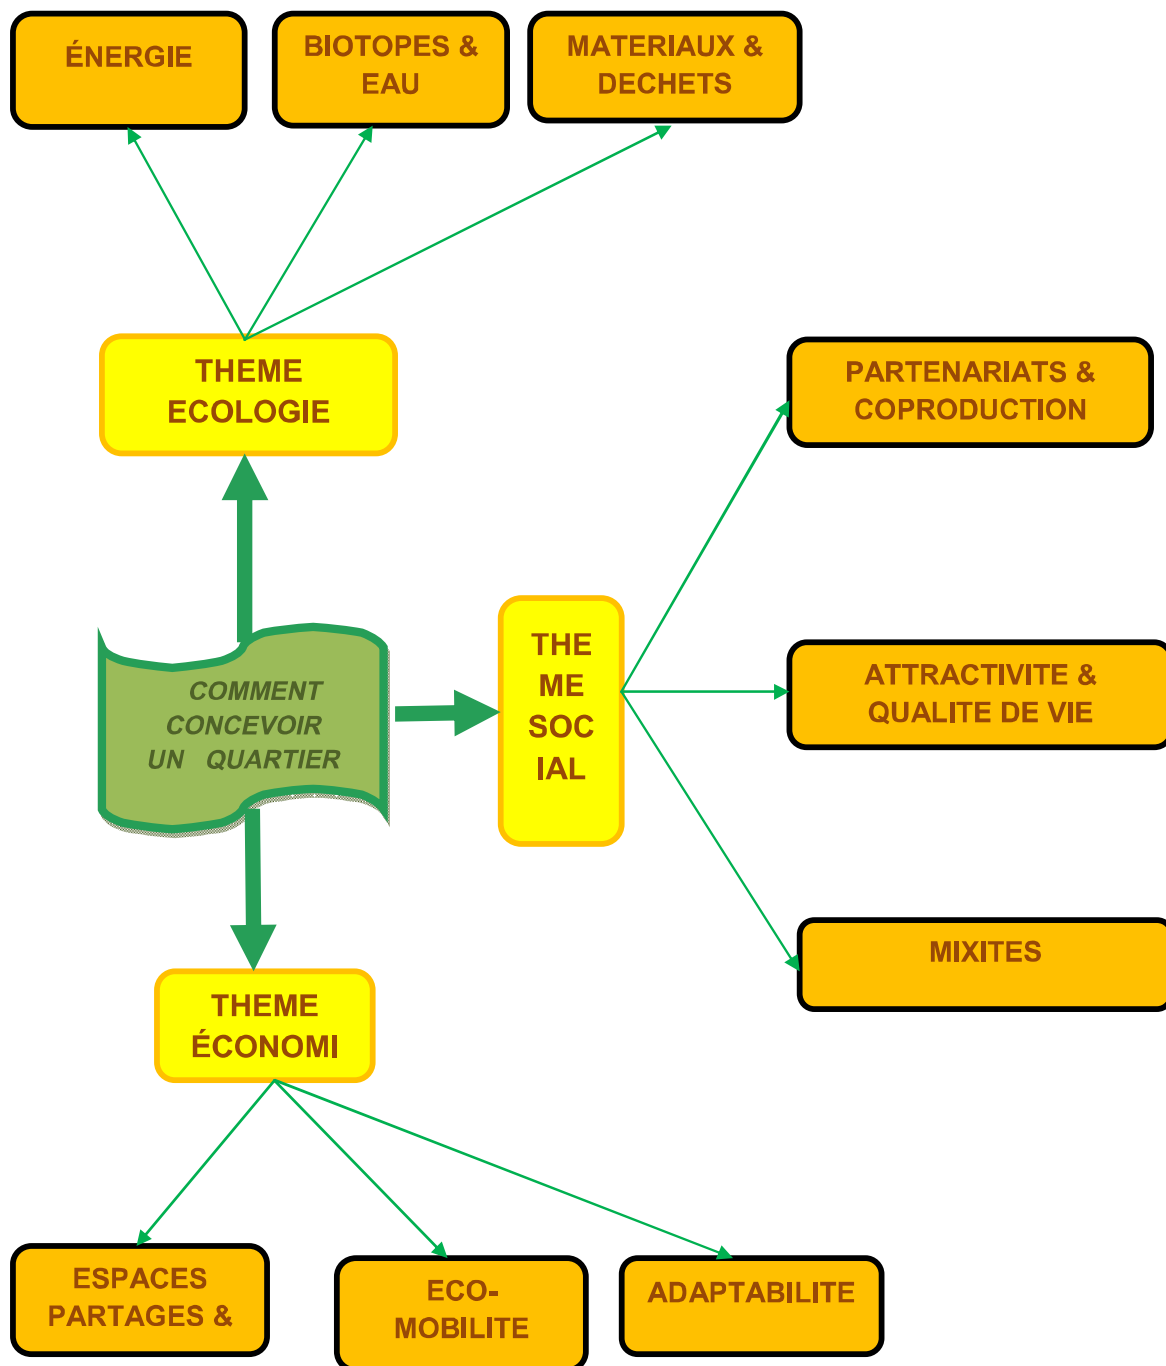 ÉNERGIE
BIOTOPES &
EAU
MATERIAUX &
DECHETS
THEME
ECOLOGIE
PARTENARIATS &
COPRODUCTION
THE
ME
SOC
IAL
ATTRACTIVITE &
QUALITE DE VIE
COMMENT
CONCEVOIR
UN QUARTIER
MIXITES
THEME
ÉCONOMI
ESPACES
PARTAGES &
ECO-
MOBILITE
ADAPTABILITE